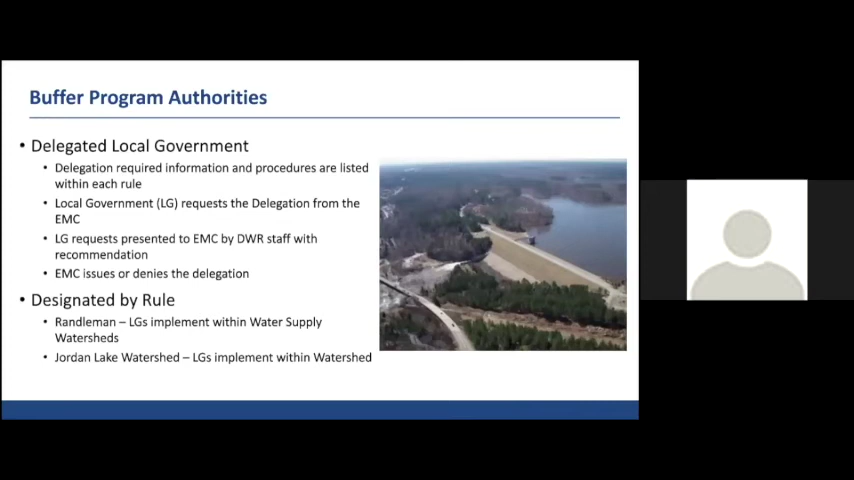 Buffer Program Authorities
• Delegated Local Government
• Delegation required information and procedures are listed
within each rule
• Local Government (LG) requests the Delegation from the
EMC
• LG requests presented to EMC by DWR staff with
recommendation
• EMC issues or denies the delegation
• Designated by Rule
• Randleman – LGs implement within Water Supply
Watersheds
• Jordan Lake Watershed – LGs implement within Watershed